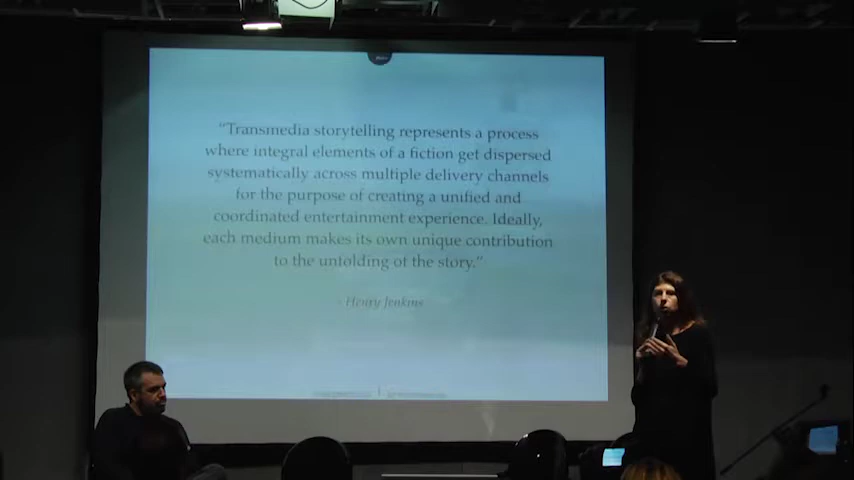 “Transmedia storytelling represents a process
where integral elements of a fiction get dispersed
systematically across multiple delivery channels
for the purpose of creating a unified and
coordinated entertainment experience. Ideally,
each medium makes its own unique contribution
to the unfolding of the story.”
- Henry Jenkins